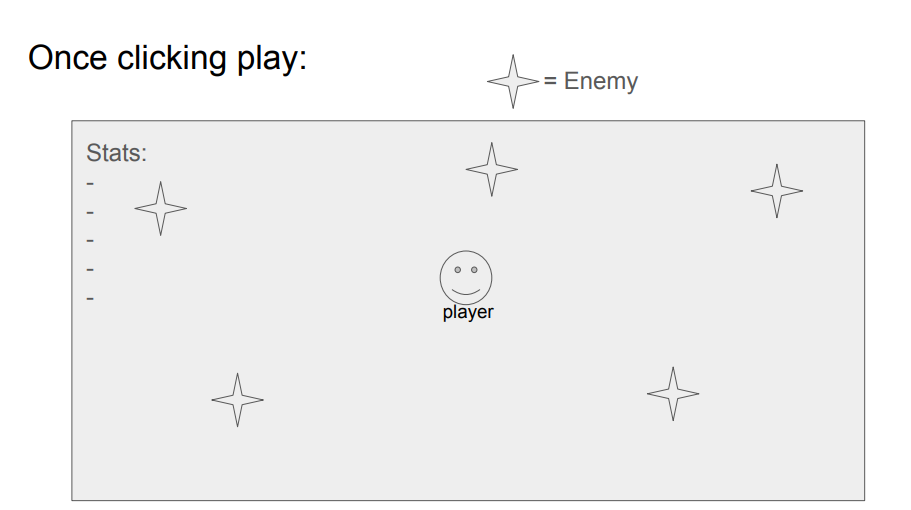 Once clicking play:
= Enemy
Stats:
-
-
-
-
-
player